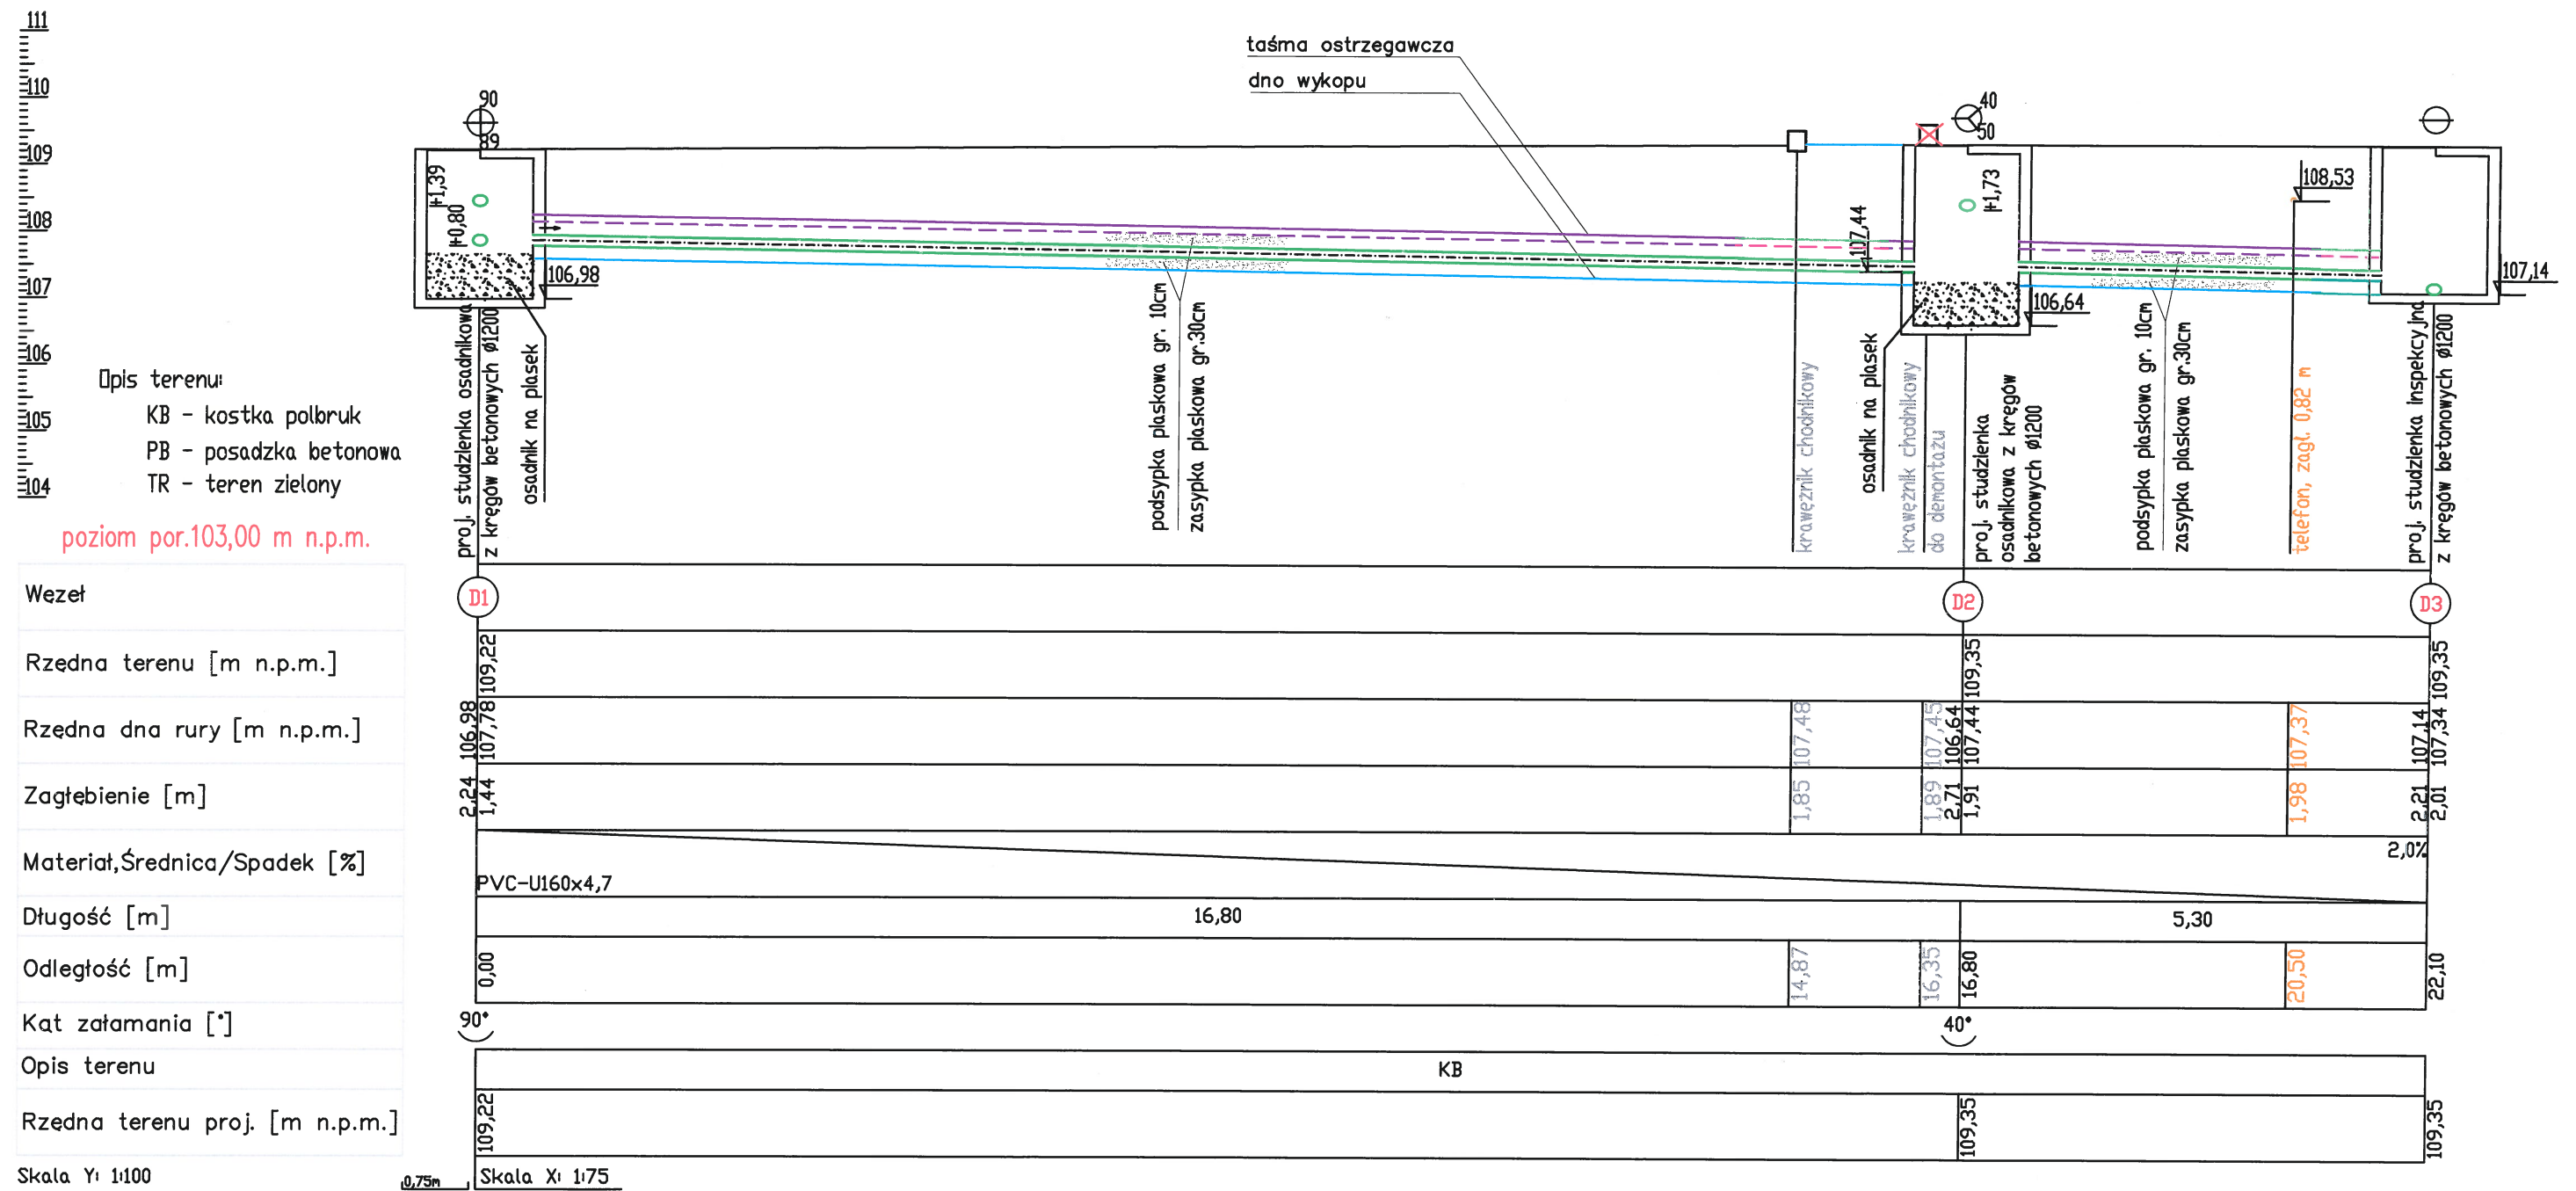 111
110
109
108
107
106
105
104
taśma ostrzegawcza
dno wykopu
90
89
40
50
+1,39
+0,80
106,98
+1,73
107,44
106,64
108,53
107,14
Opis terenu:
KB - kostka polbruk
PB - posadzka betonowa
TR - teren zielony
poziom por.103,00 m n.p.m.
proj. studzienka osadnikowa
z kręgów betonowych ø1200
osadnik na piasek
podsypka piaskowa gr. 10cm
zasypka piaskowa gr.30cm
krawężnik chodnikowy
osadnik na piasek
krawężnik chodnikowy
do demontażu
proj. studzienka
osadnikowa z kręgów
betonowych ø1200
podsypka piaskowa gr. 10cm
zasypka piaskowa gr.30cm
telefon, zagł. 0,82 m
proj. studzienka inspekcyjna
z kręgów betonowych ø1200
Węzeł
D1
D2
D3
Rzędna terenu [m n.p.m.]
109,22
109,35
109,35
Rzędna dna rury [m n.p.m.]
106,98
107,78
107,48
107,45
106,64
107,44
107,37
107,14
107,34
Zagłębienie [m]
2,24
1,44
1,85
1,89
2,71
1,91
1,98
2,21
2,01
Materiał,Średnica/Spadek [%]
PVC-U160x4,7
2,0%
Długość [m]
16,80
5,30
Odległość [m]
0,00
14,87
16,35
16,80
20,50
22,10
Kąt załamania [°]
90°
40°
Opis terenu
KB
Rzędna terenu proj. [m n.p.m.]
109,22
109,35
109,35
Skala Y: 1:100
0,75m
Skala X: 1:75